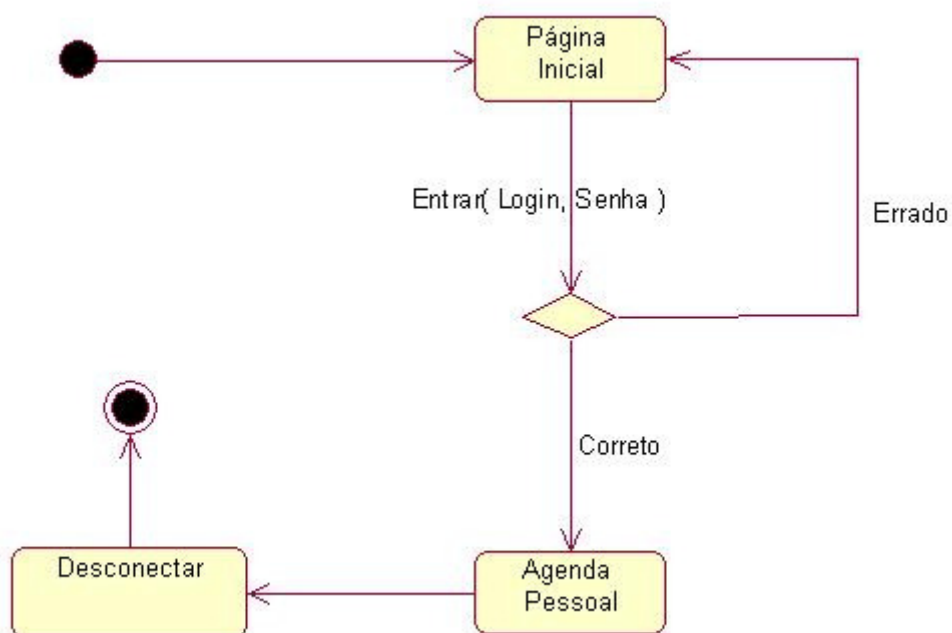 Página
Inicial
Entrar( Login, Senha )
Errado
Correto
Desconectar
Agenda
Pessoal